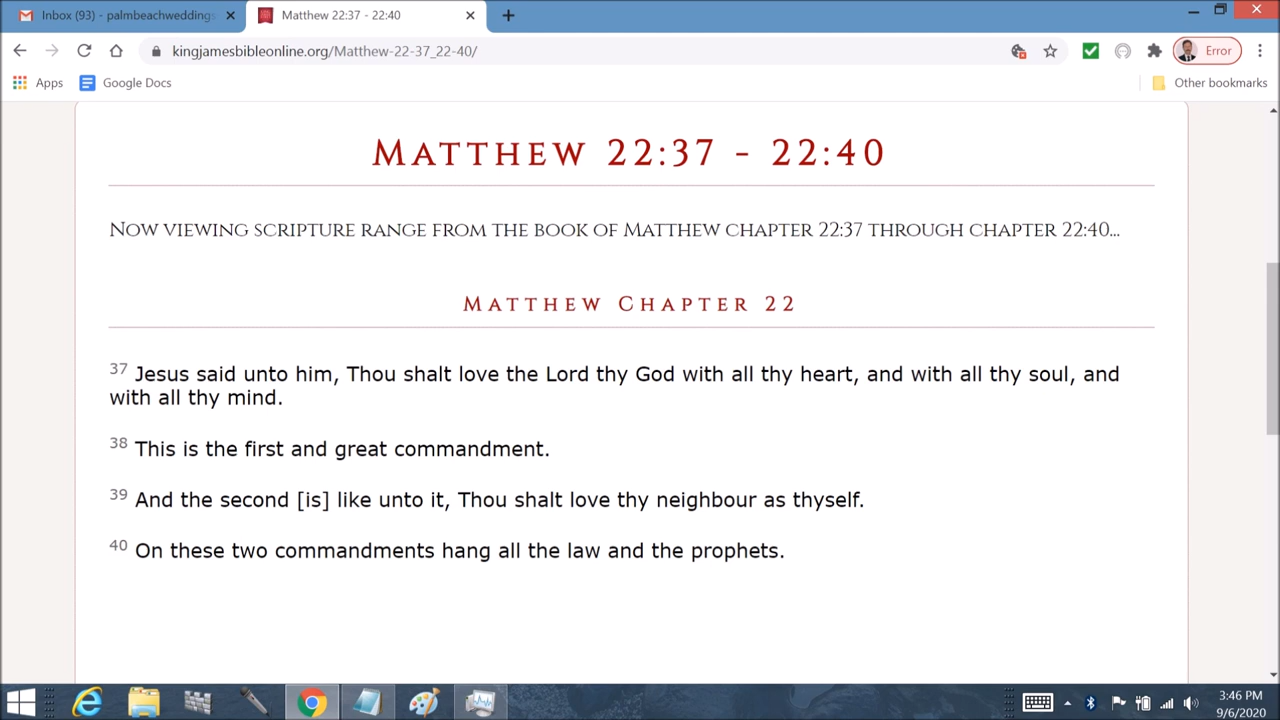 Inbox (93) - palmbeachweddings
Matthew 22:37 - 22:40
kingjamesbibleonline.org/Matthew-22-37_22-40/
Error
Apps
Google Docs
Other bookmarks
Matthew 22:37 - 22:40
Now viewing scripture range from the book of Matthew chapter 22:37 through chapter 22:40...
Matthew Chapter 22
37 Jesus said unto him, Thou shalt love the Lord thy God with all thy heart, and with all thy soul, and
with all thy mind.
38 This is the first and great commandment.
39 And the second [is] like unto it, Thou shalt love thy neighbour as thyself.
40 On these two commandments hang all the law and the prophets.
3:46 PM
9/6/2020